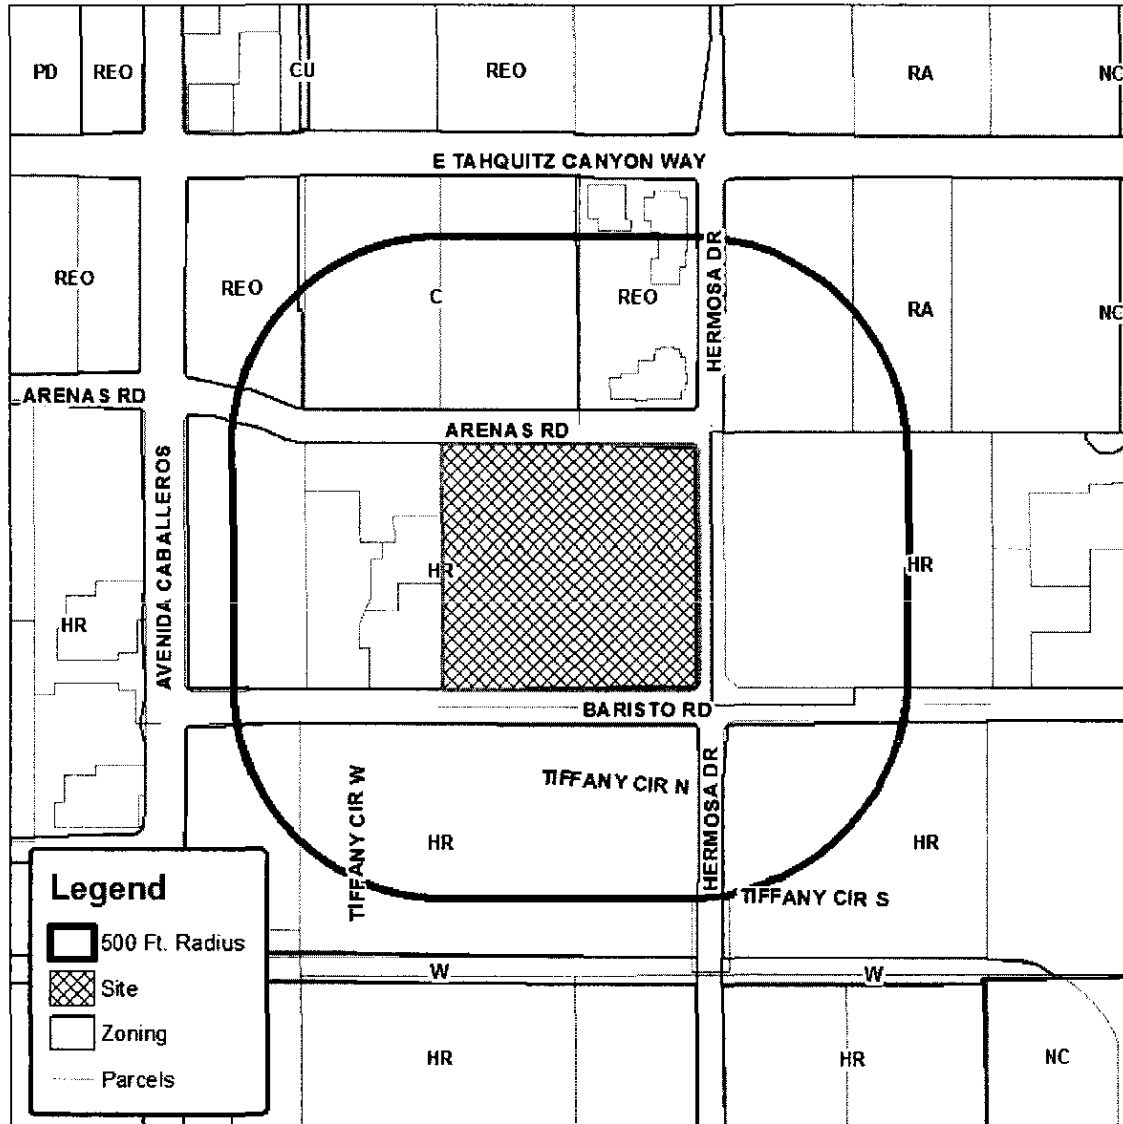 PD
REO
CU
REO
RA
NC
E TAHQUITZ CANYON WAY
REO
REO
C
REO
HERMOSA DR
RA
NC
ARENAS RD
ARENAS RD
AVENIDA CABALLEROS
HR
HR
HR
BARISTO RD
TIFFANY CIR W
TIFFANY CIR N
HERMOSA DR
HR
HR
TIFFANY CIR S
Legend
500 Ft. Radius
Site
Zoning
Parcels
W
W
HR
HR
NC